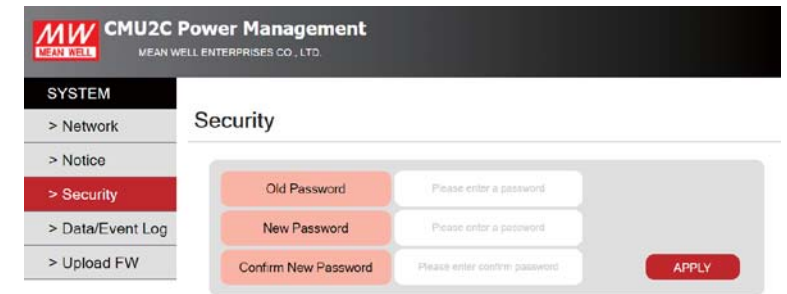 MW
MEAN WELL
CMU2C Power Management
MEAN WELL ENTERPRISES CO., LTD.
SYSTEM
> Network
> Notice
> Security
> Data/Event Log
> Upload FW
Security
Old Password
Please enter a password
New Password
Please enter a password
Confirm New Password
Please enter confirm password
APPLY